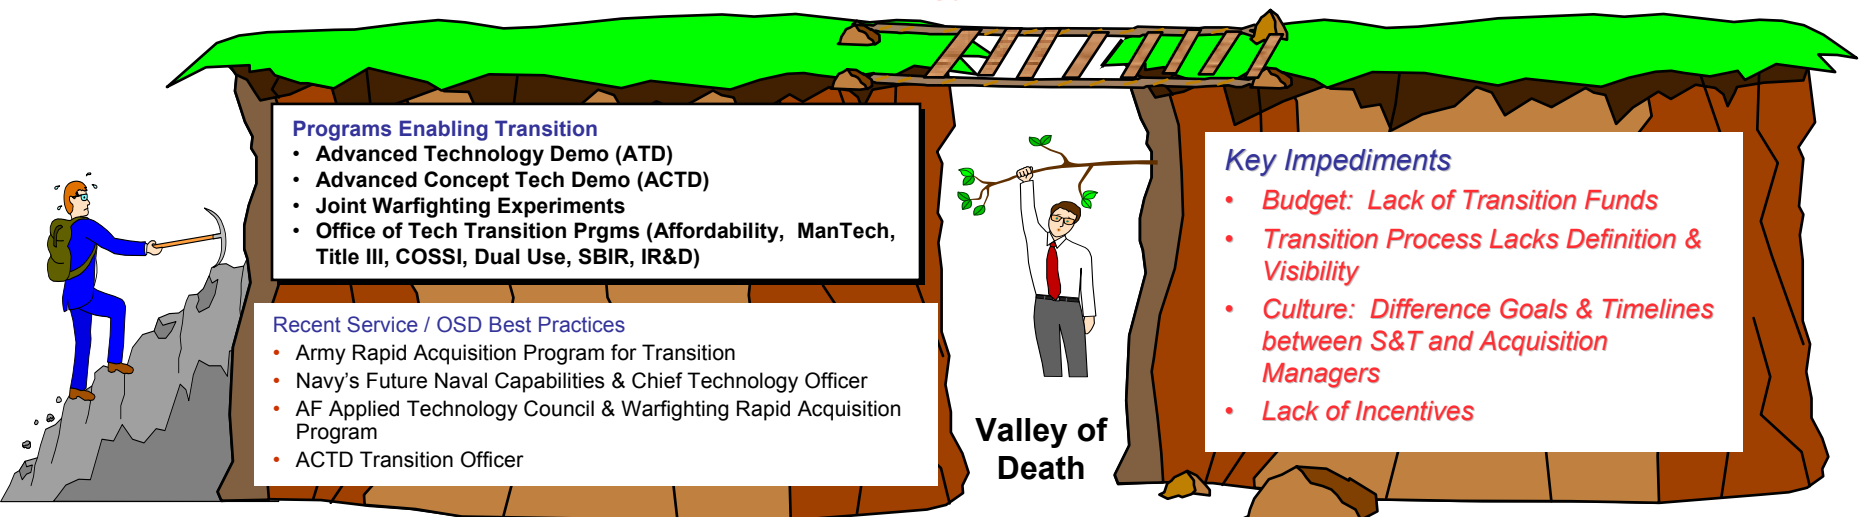 Programs Enabling Transition
• Advanced Technology Demo (ATD)
• Advanced Concept Tech Demo (ACTD)
• Joint Warfighting Experiments
• Office of Tech Transition Prgms (Affordability, ManTech,
Title III, COSSI, Dual Use, SBIR, IR&D)
Recent Service / OSD Best Practices
• Army Rapid Acquisition Program for Transition
• Navy's Future Naval Capabilities & Chief Technology Officer
• AF Applied Technology Council & Warfighting Rapid Acquisition
Program
• ACTD Transition Officer
Valley of
Death
Key Impediments
• Budget: Lack of Transition Funds
• Transition Process Lacks Definition &
Visibility
• Culture: Difference Goals & Timelines
between S&T and Acquisition
Managers
• Lack of Incentives